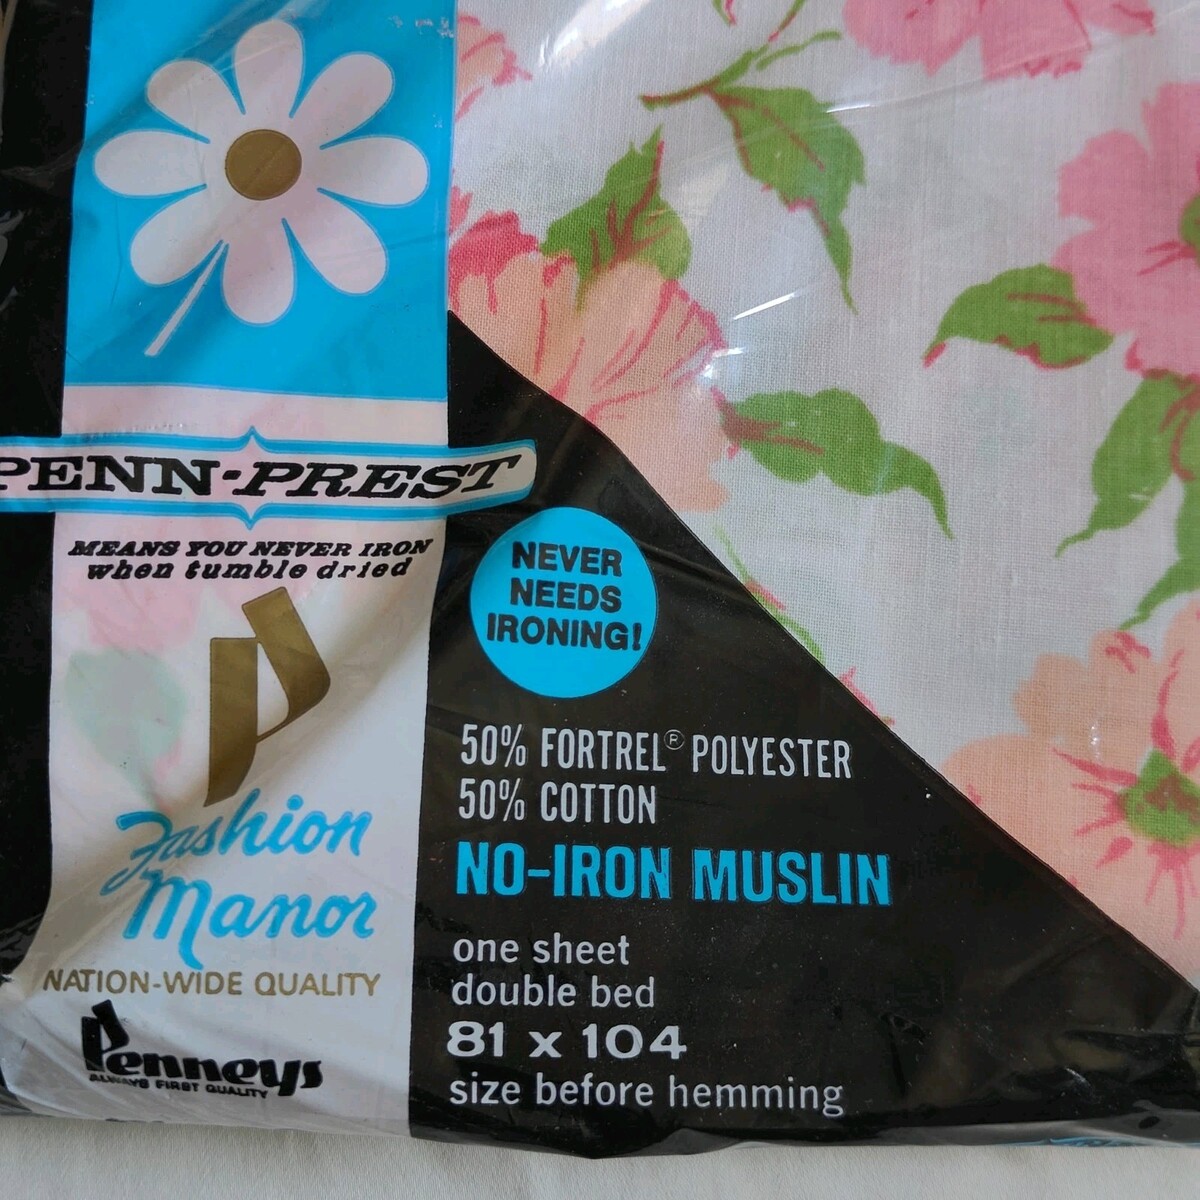 PENN-PREST
MEANS YOU NEVER IRON
when tumble dried
Fashion
Manor
NATION-WIDE QUALITY
Penneys
ALWAYS FIRST QUALITY
NEVER
NEEDS
IRONING!
50% FORTREL® POLYESTER
50% COTTON
NO-IRON MUSLIN
one sheet
double bed
81 x 104
size before hemming